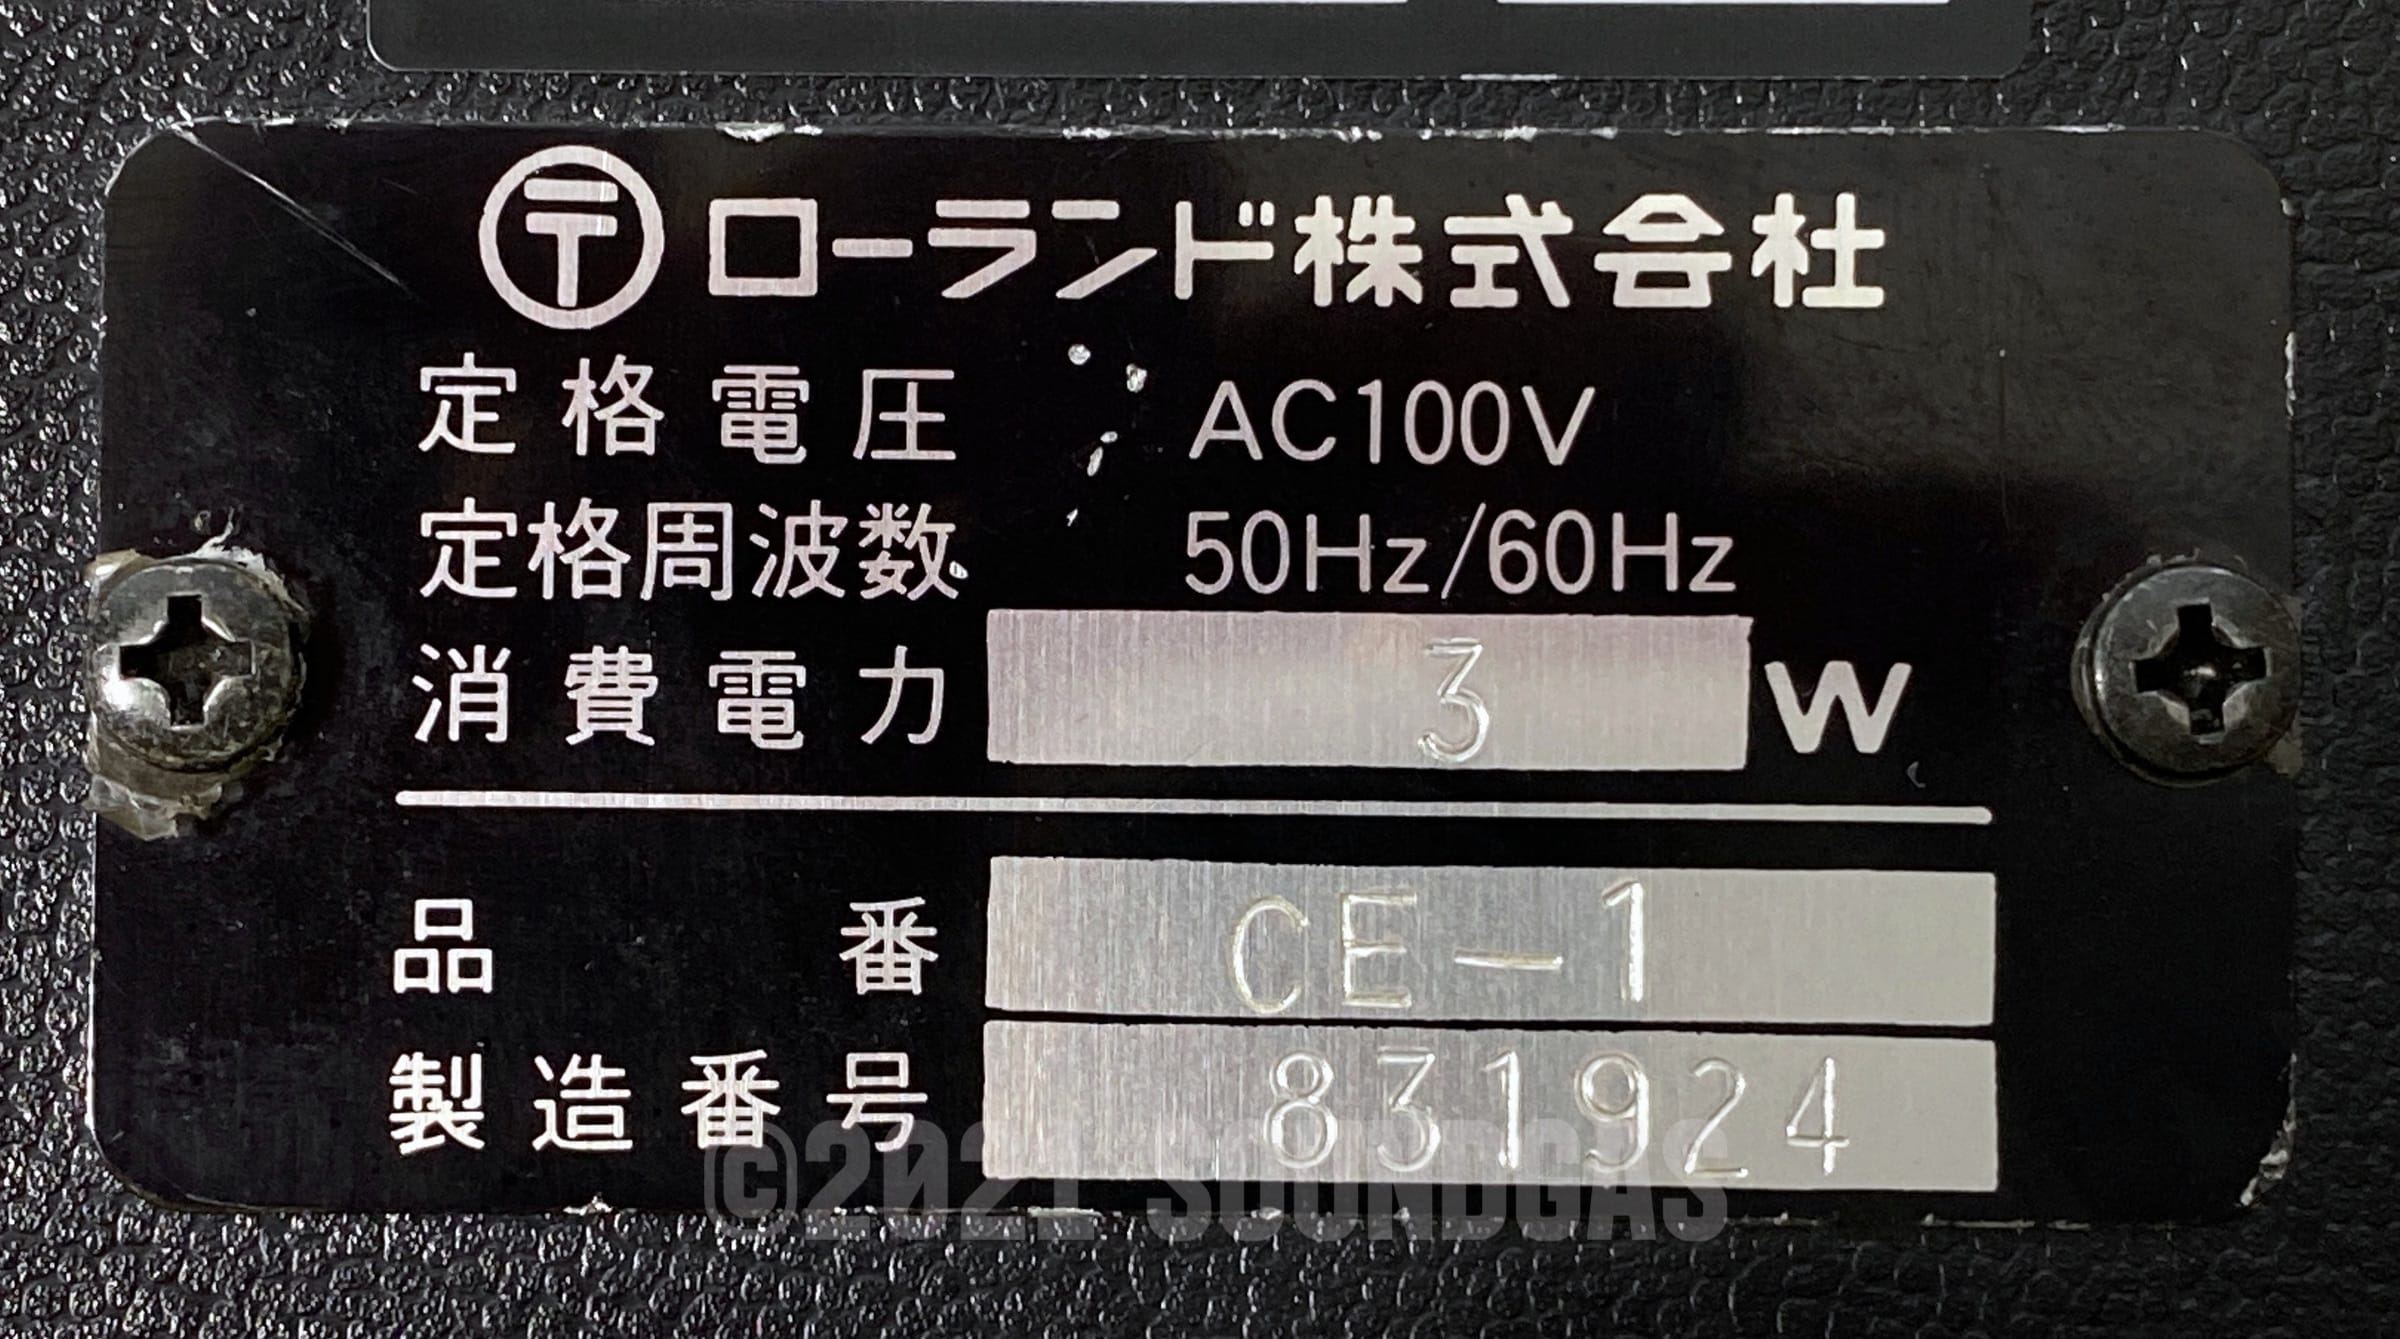 〒ローランド株式会社
定格電圧 AC100V
定格周波数 50Hz/60Hz
消費電力 3 W
品番 CE-1
製造番号 831924
©2021 SOUNDGAS